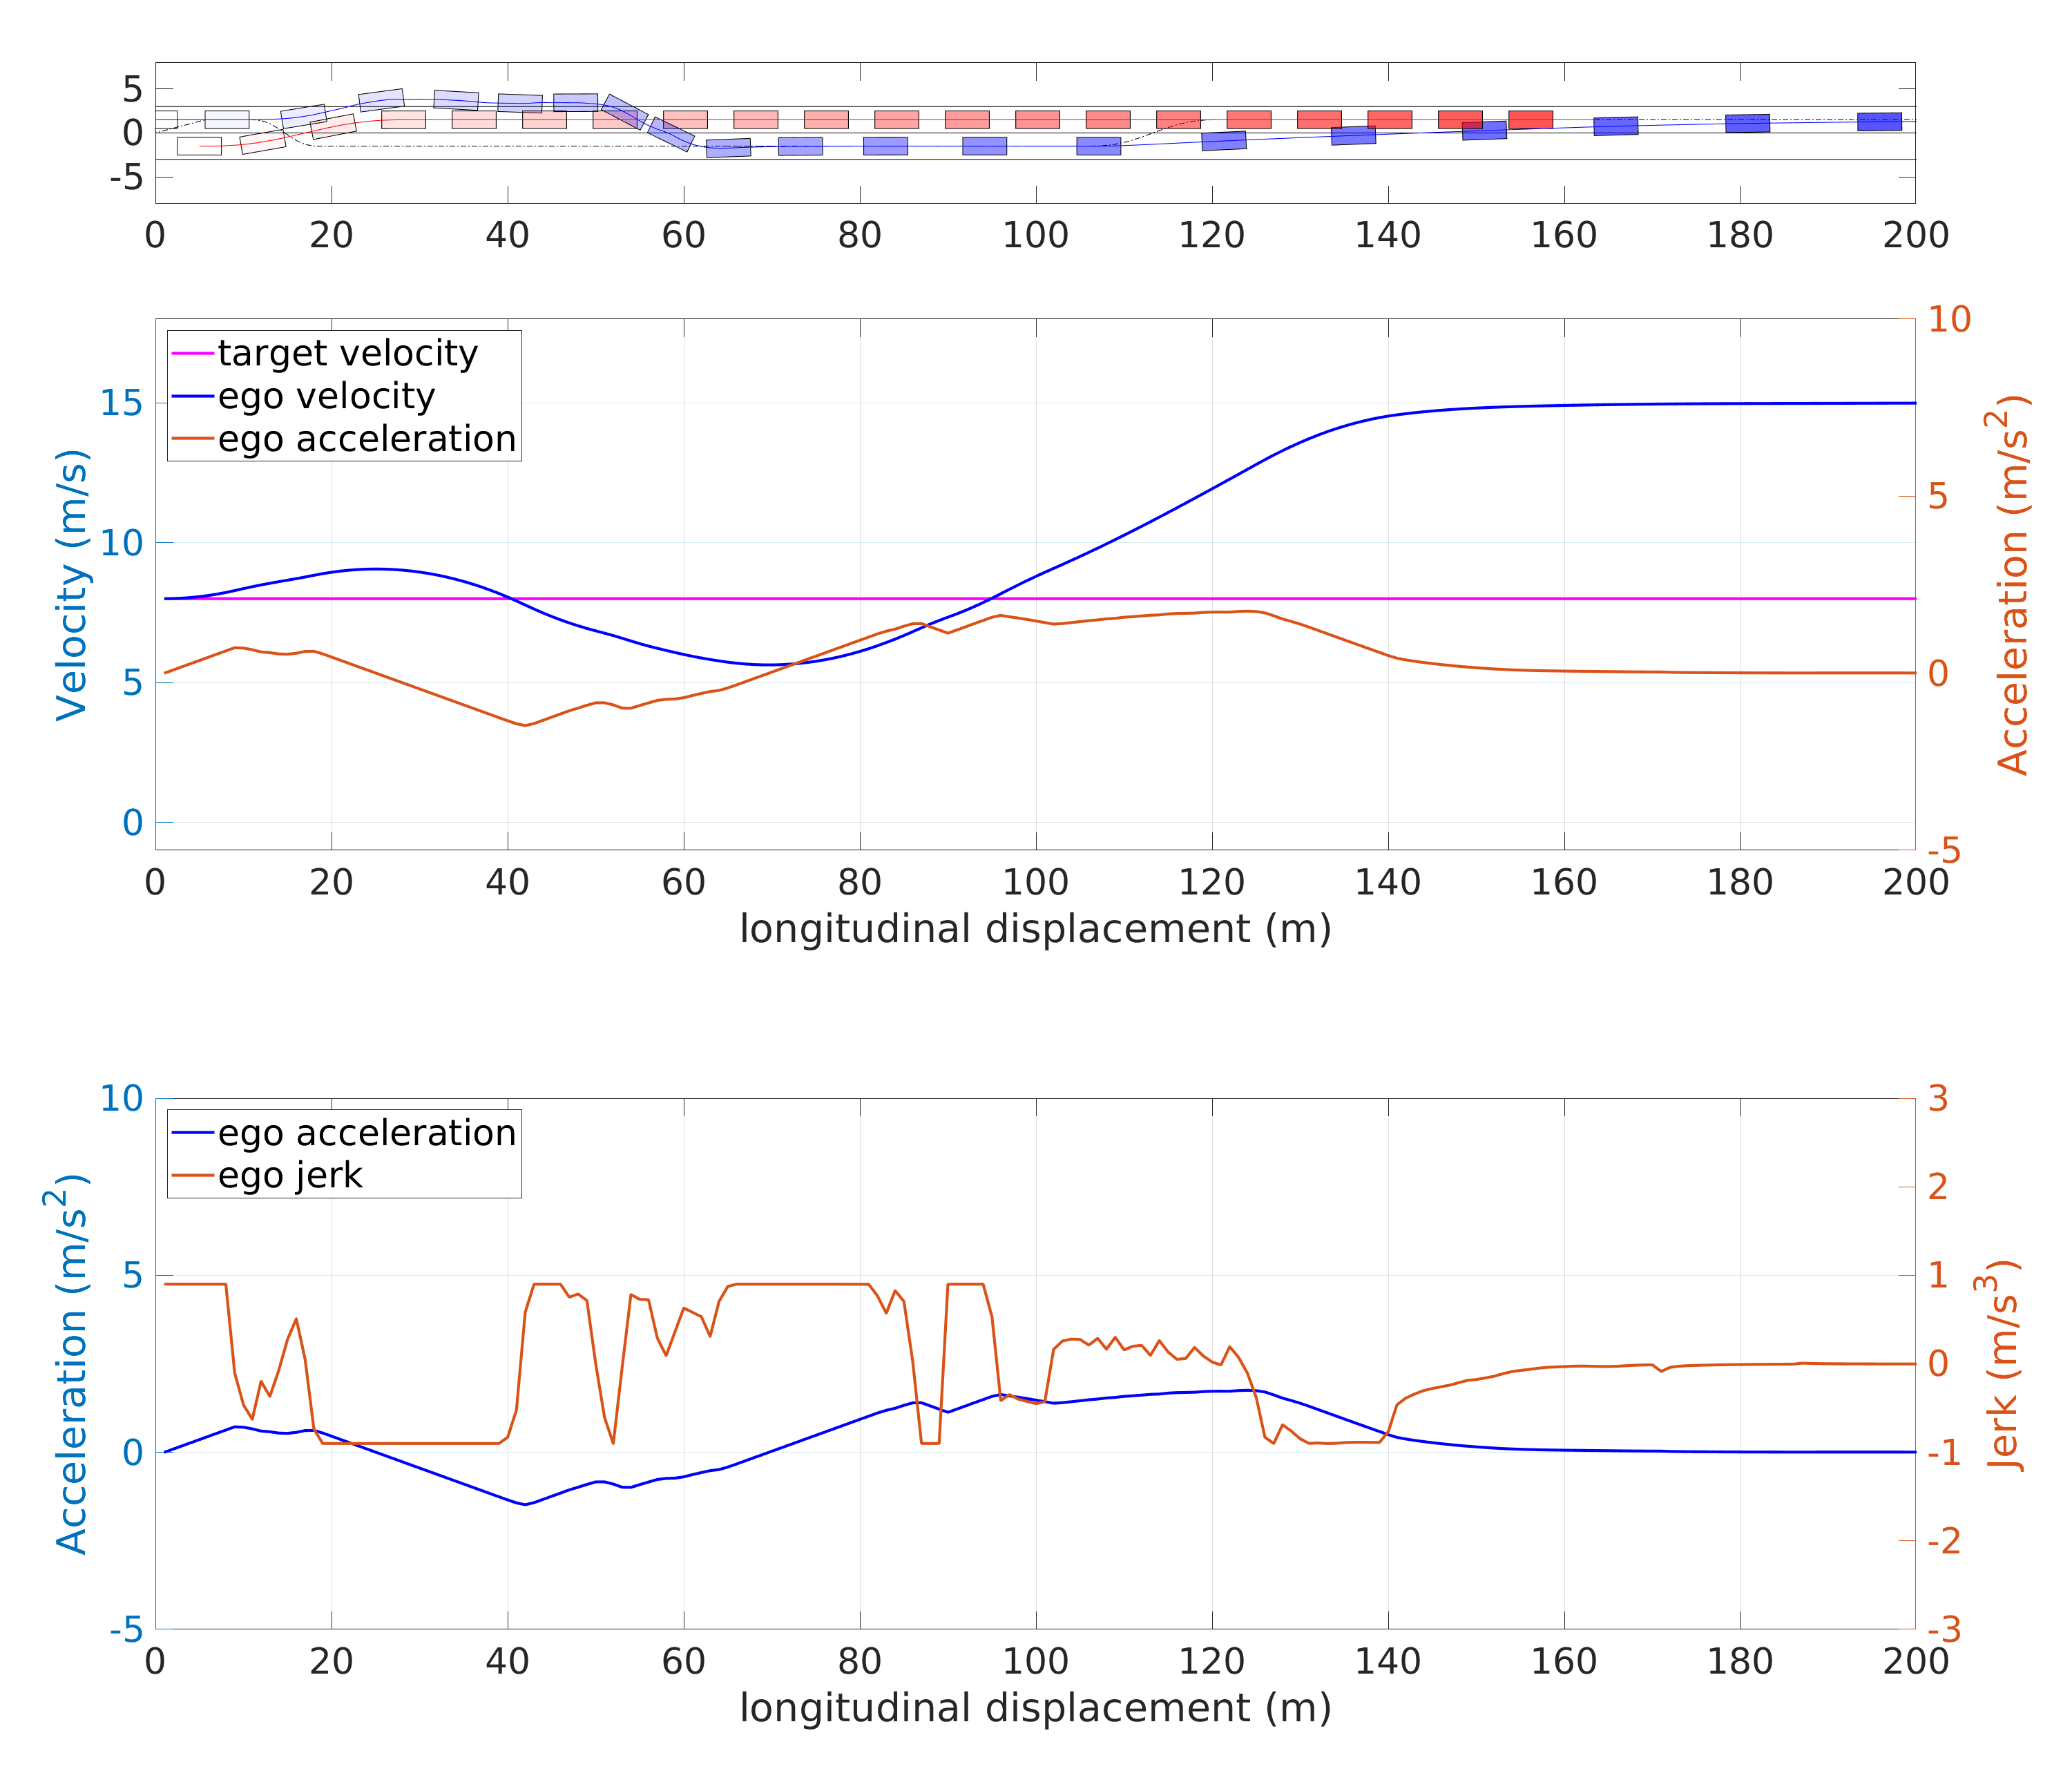 5
0
-5
0 20 40 60 80 100 120 140 160 180 200
target velocity
ego velocity
ego acceleration
Velocity (m/s)
15
10
5
0
10
5
0
-5
Acceleration (m/s²)
0 20 40 60 80 100 120 140 160 180 200
longitudinal displacement (m)
ego acceleration
ego jerk
Acceleration (m/s²)
10
5
0
-5
3
2
1
0
-1
-2
-3
Jerk (m/s³)
0 20 40 60 80 100 120 140 160 180 200
longitudinal displacement (m)